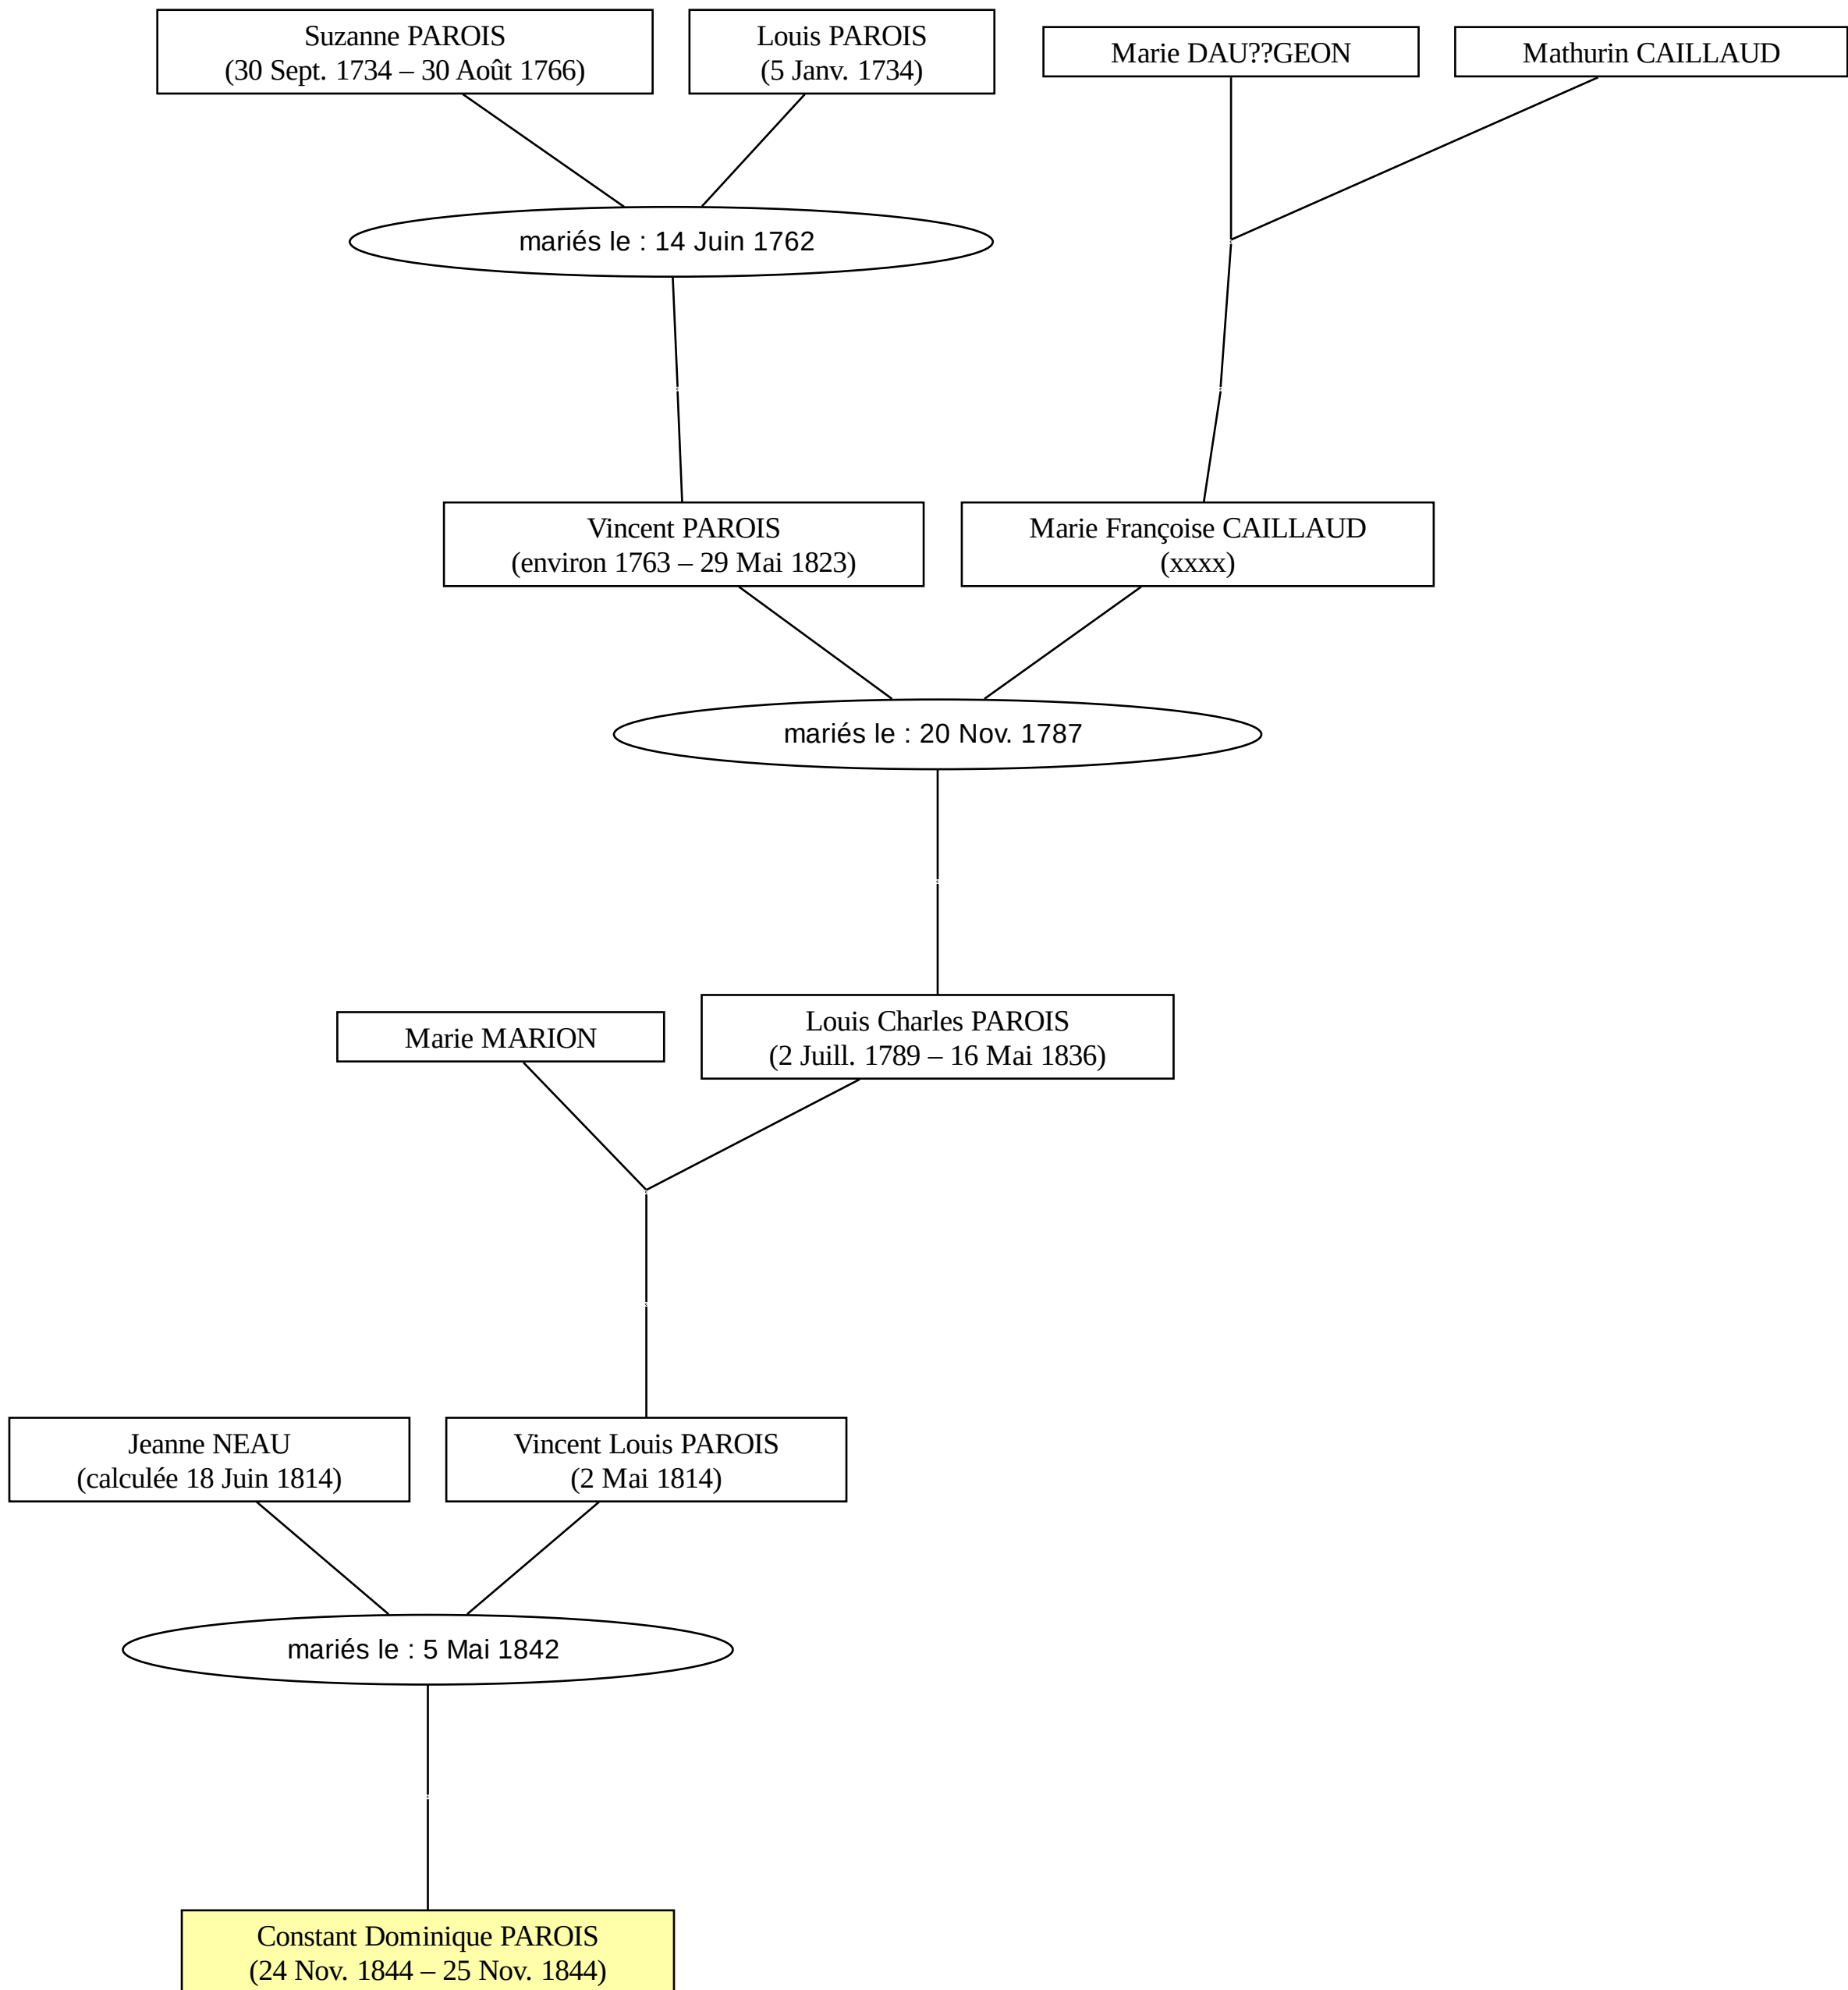 Suzanne PAROIS
(30 Sept. 1734 – 30 Août 1766)
Louis PAROIS
(5 Janv. 1734)
Marie DAU??GEON
Mathurin CAILLAUD
mariés le : 14 Juin 1762
Vincent PAROIS
(environ 1763 – 29 Mai 1823)
Marie Françoise CAILLAUD
(xxxx)
mariés le : 20 Nov. 1787
Marie MARION
Louis Charles PAROIS
(2 Juill. 1789 – 16 Mai 1836)
Jeanne NEAU
(calculée 18 Juin 1814)
Vincent Louis PAROIS
(2 Mai 1814)
mariés le : 5 Mai 1842
Constant Dominique PAROIS
(24 Nov. 1844 – 25 Nov. 1844)